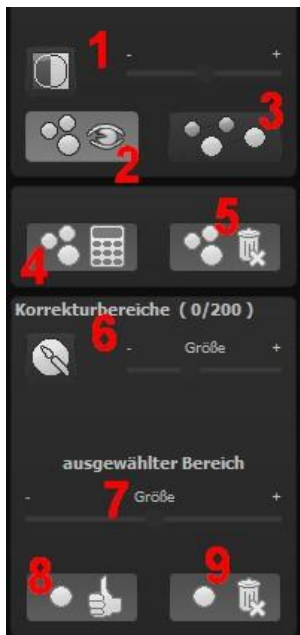 1
- +
3
2
5
4
Korrekturbereiche ( 0/200 )
6
- Größe +
ausgewählter Bereich
- Größe +
7
8
9